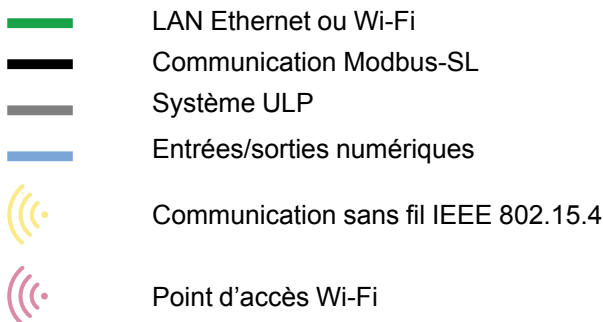 LAN Ethernet ou Wi-Fi
Communication Modbus-SL
Système ULP
Entrées/sorties numériques
Communication sans fil IEEE 802.15.4
Point d’accès Wi-Fi